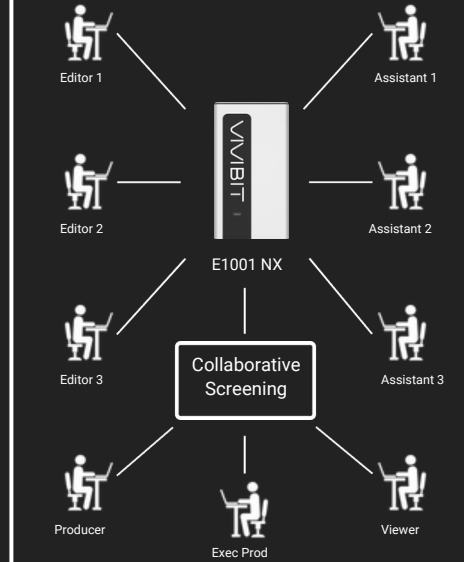 Editor 1
Assistant 1
VIVIBIT
Editor 2
Assistant 2
E1001 NX
Editor 3
Collaborative
Screening
Assistant 3
Producer
Exec Prod
Viewer